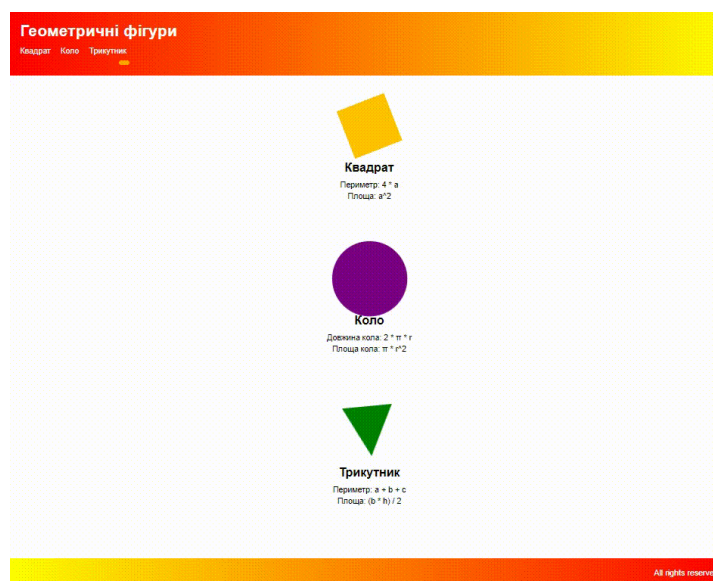 Геометричні фігури
Квадрат Коло Трикутник
Квадрат
Периметр: 4 * a
Площа: a^2
Коло
Довжина кола: 2 * π * r
Площа кола: π * r^2
Трикутник
Периметр: a + b + c
Площа: (b * h) / 2
All rights reserve